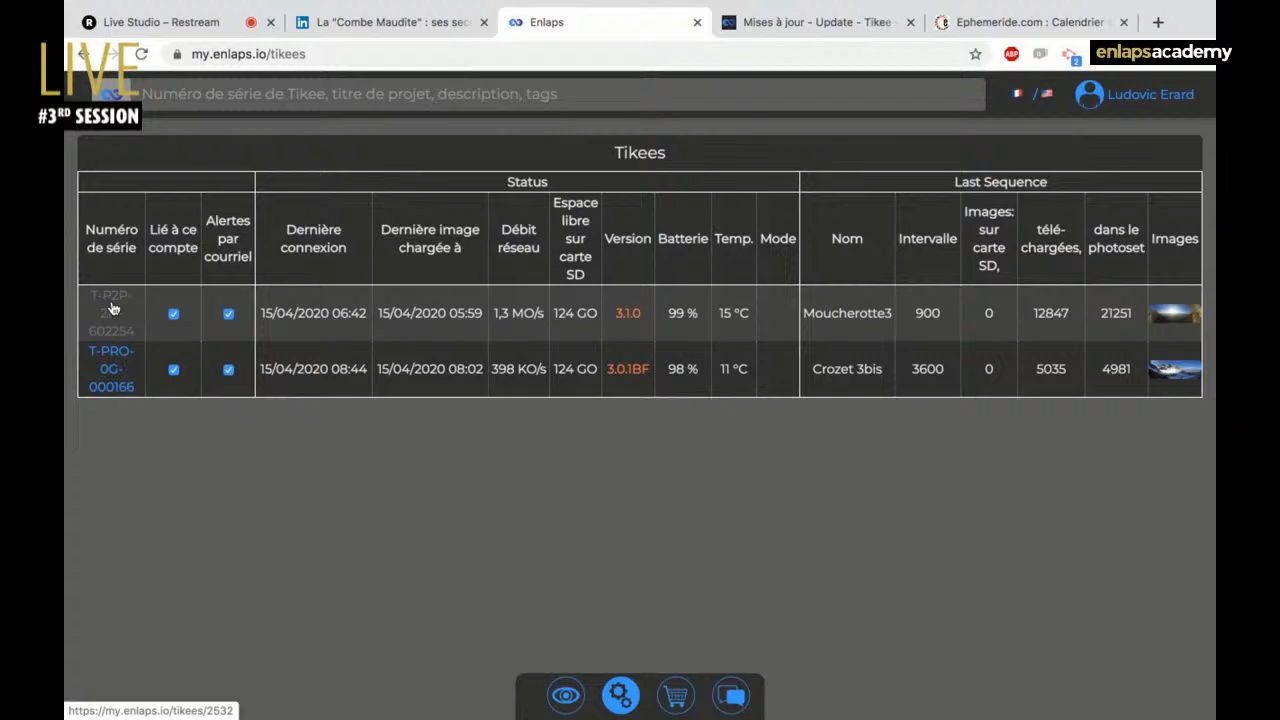 Live Studio – Restream
La "Combe Maudite" : ses sec
Enlaps
Mises à jour - Update - Tikee
Ephemeride.com : Calendrier
my.enlaps.io/tikees
ABP
2
enlapsacademy
LIVE
#3RD SESSION
Numéro de série de Tikee, titre de projet, description, tags
/
Ludovic Erard
Tikees
Status
Last Sequence
Numéro
de série
Lié à ce
compte
Alertes
par
courriel
Dernière
connexion
Dernière image
chargée à
Débit
réseau
Espace
libre
sur
carte
SD
Version
Batterie
Temp.
Mode
Nom
Intervalle
Images:
sur
carte
SD,
télé-
chargées,
dans le
photoset
Images
T-P2P-
602254
15/04/2020 06:42
15/04/2020 05:59
1,3 MO/s
124 GO
3.1.0
99 %
15 °C
Moucherotte3
900
0
12847
21251
T-PRO-
0G-
000166
15/04/2020 08:44
15/04/2020 08:02
398 KO/s
124 GO
3.0.1BF
98 %
11 °C
Crozet 3bis
3600
0
5035
4981
https://my.enlaps.io/tikees/2532